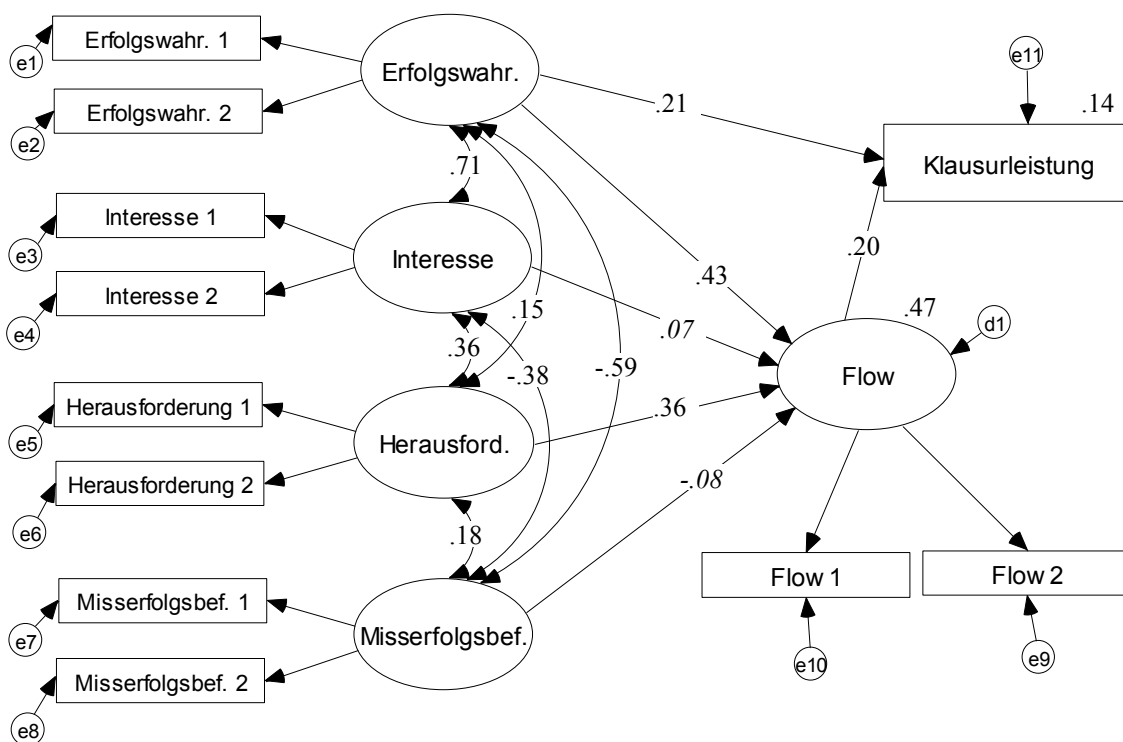 Erfolgswahr. 1
e1
Erfolgswahr. 2
e2
Erfolgswahr.
Interesse 1
e3
Interesse 2
e4
Interesse
Herausforderung 1
e5
Herausforderung 2
e6
Herausford.
Misserfolgsbef. 1
e7
Misserfolgsbef. 2
e8
Misserfolgsbef.
.71
.15
.36
-.38
-.59
.18
.21
.43
.07
.36
-.08
.20
e11
.14
Klausurleistung
.47
d1
Flow
Flow 1
Flow 2
e10
e9